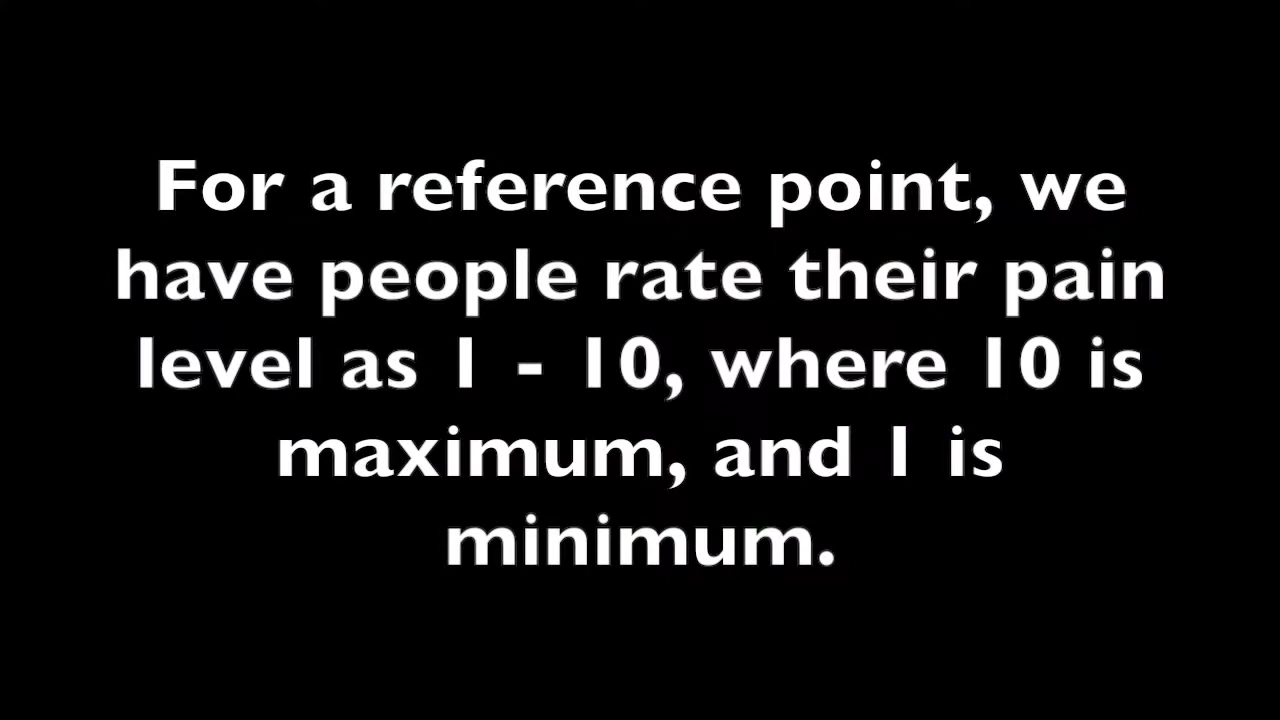 For a reference point, we
have people rate their pain
level as 1 - 10, where 10 is
maximum, and 1 is
minimum.